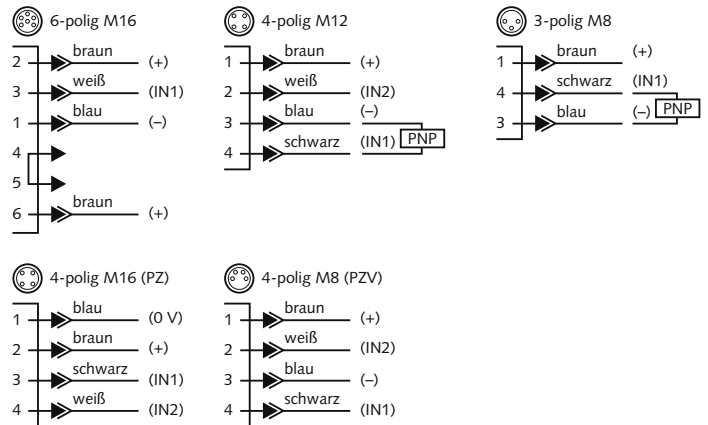 6-polig M16
2 braun (+)
3 weiß (IN1)
1 blau (–)
4
5
6 braun (+)
4-polig M12
1 braun (+)
2 weiß (IN2)
3 blau (–)
4 schwarz (IN1) PNP
3-polig M8
1 braun (+)
4 schwarz (IN1)
3 blau (–) PNP
4-polig M16 (PZ)
1 blau (0 V)
2 braun (+)
3 schwarz (IN1)
4 weiß (IN2)
4-polig M8 (PZV)
1 braun (+)
2 weiß (IN2)
3 blau (–)
4 schwarz (IN1)